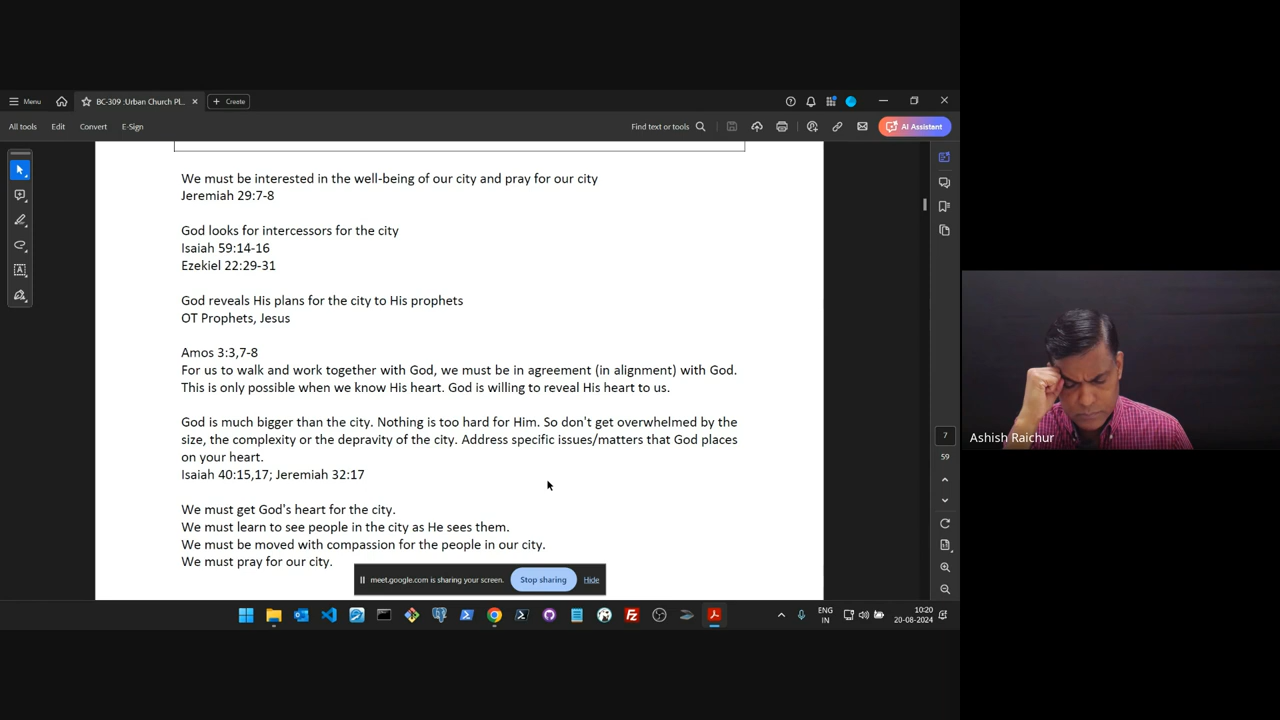 Menu
BC-309 :Urban Church Pl...
Create
All tools
Edit
Convert
E-Sign
Find text or tools
AI Assistant
We must be interested in the well-being of our city and pray for our city
Jeremiah 29:7-8
God looks for intercessors for the city
Isaiah 59:14-16
Ezekiel 22:29-31
God reveals His plans for the city to His prophets
OT Prophets, Jesus
Amos 3:3,7-8
For us to walk and work together with God, we must be in agreement (in alignment) with God.
This is only possible when we know His heart. God is willing to reveal His heart to us.
God is much bigger than the city. Nothing is too hard for Him. So don't get overwhelmed by the
size, the complexity or the depravity of the city. Address specific issues/matters that God places
on your heart.
Isaiah 40:15,17; Jeremiah 32:17
We must get God's heart for the city.
We must learn to see people in the city as He sees them.
We must be moved with compassion for the people in our city.
We must pray for our city.
7
59
meet.google.com is sharing your screen.
Stop sharing
Hide
ENG
IN
10:20
20-08-2024
Ashish Raichur